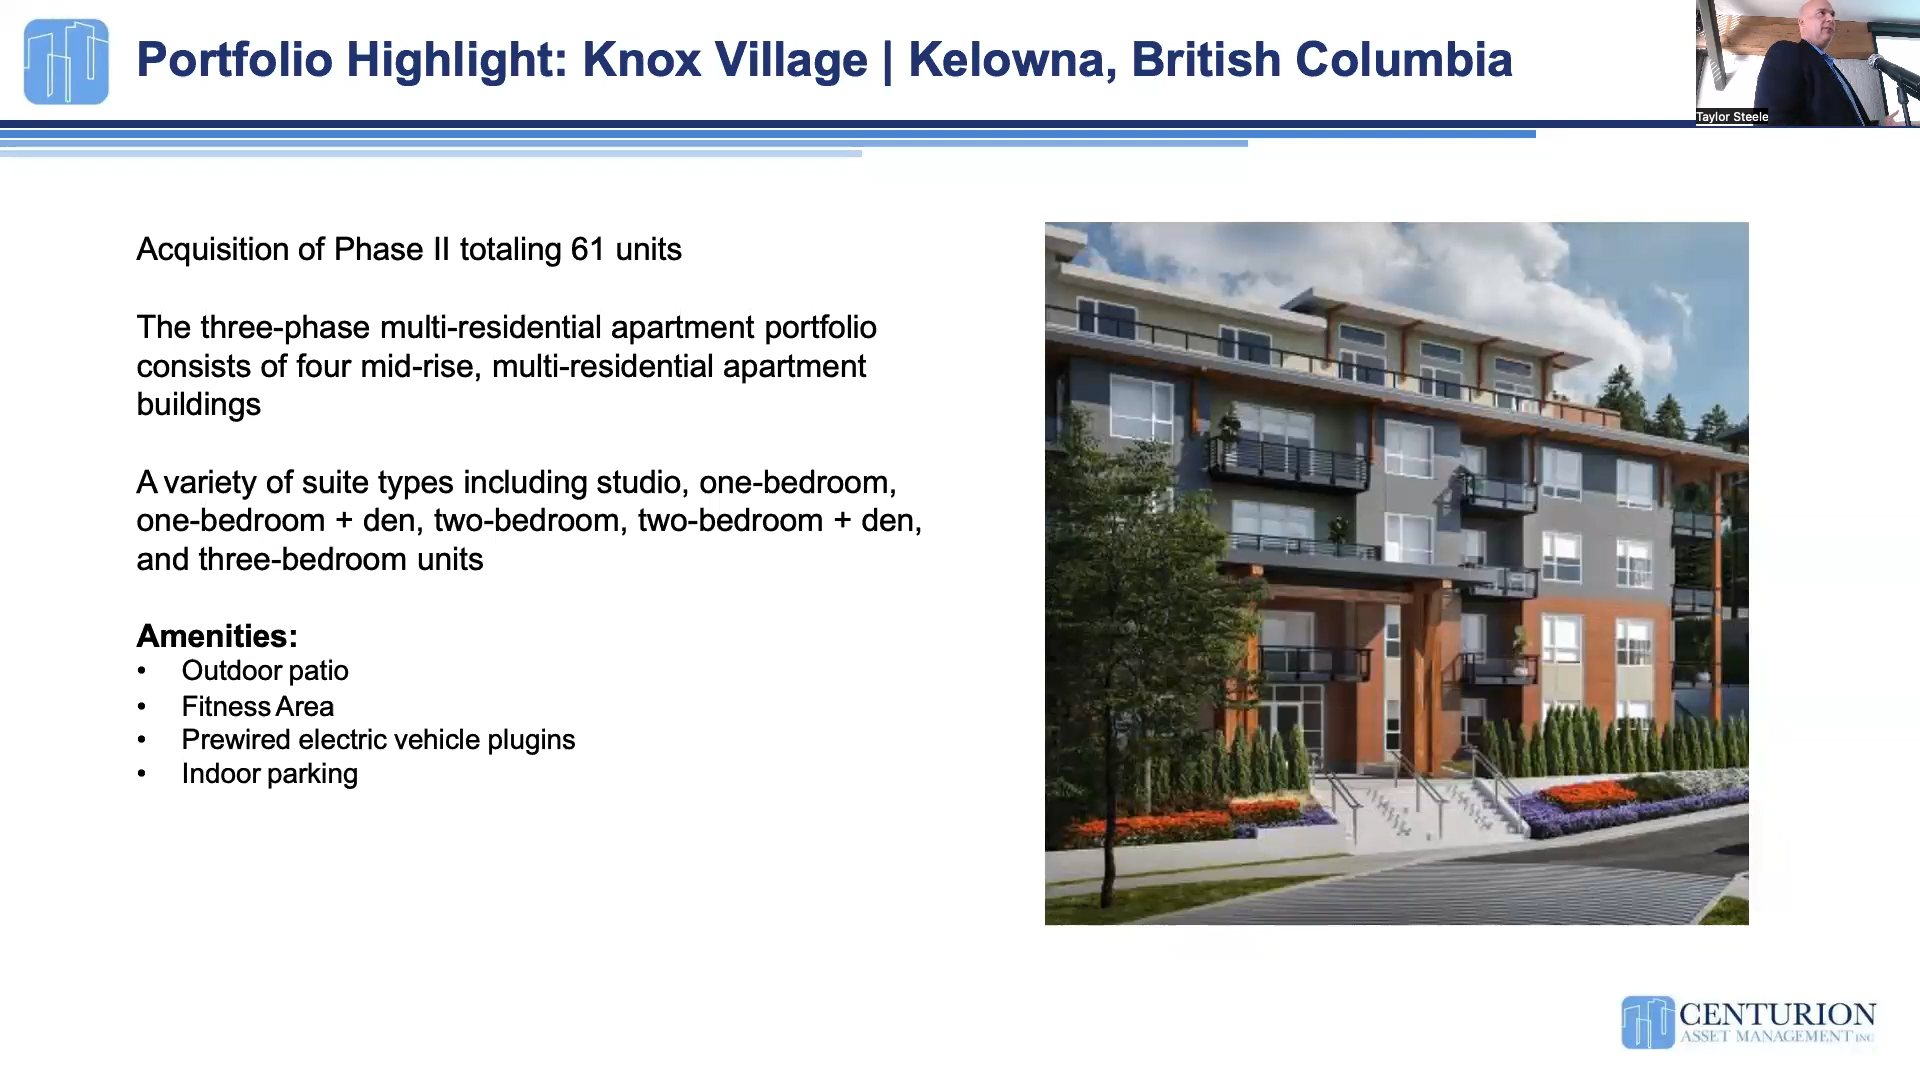 Portfolio Highlight: Knox Village | Kelowna, British Columbia
Taylor Steele
Acquisition of Phase II totaling 61 units
The three-phase multi-residential apartment portfolio
consists of four mid-rise, multi-residential apartment
buildings
A variety of suite types including studio, one-bedroom,
one-bedroom + den, two-bedroom, two-bedroom + den,
and three-bedroom units
Amenities:
• Outdoor patio
• Fitness Area
• Prewired electric vehicle plugins
• Indoor parking
CENTURION
ASSET MANAGEMENT INC